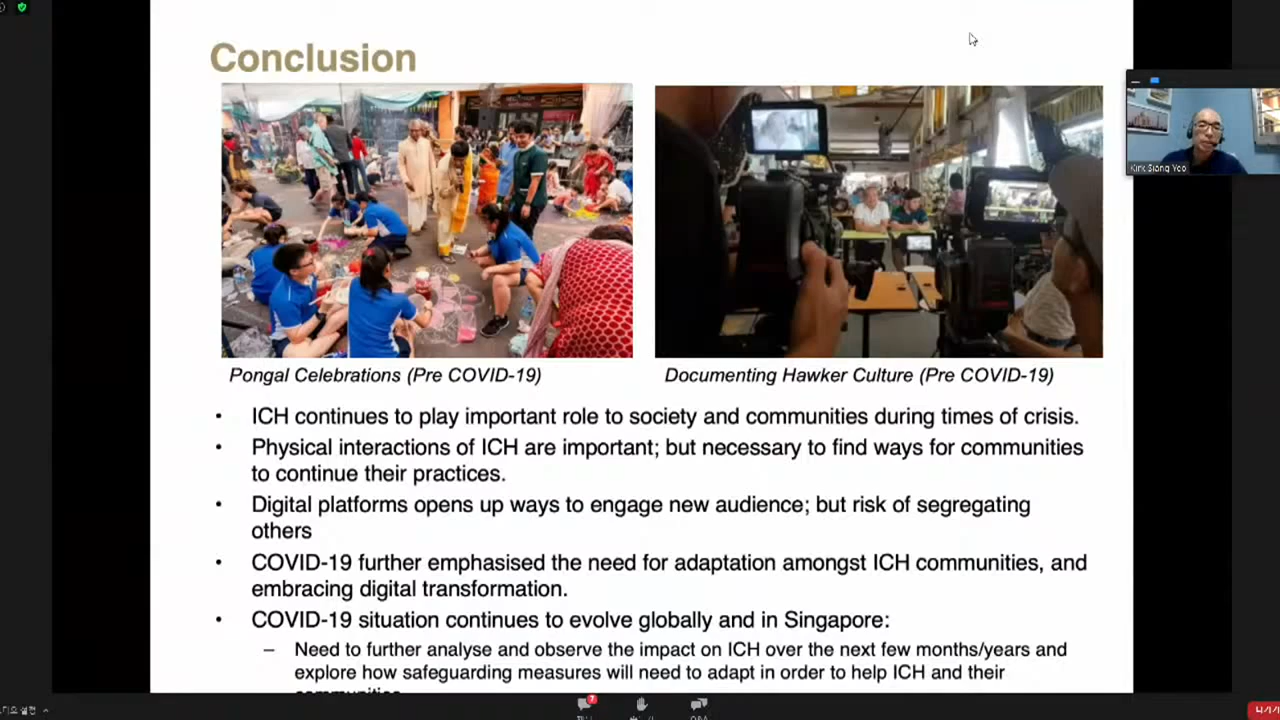 Conclusion
Kirk Siang Yeo
Pongal Celebrations (Pre COVID-19)
Documenting Hawker Culture (Pre COVID-19)
• ICH continues to play important role to society and communities during times of crisis.
• Physical interactions of ICH are important; but necessary to find ways for communities
to continue their practices.
• Digital platforms opens up ways to engage new audience; but risk of segregating
others
• COVID-19 further emphasised the need for adaptation amongst ICH communities, and
embracing digital transformation.
• COVID-19 situation continues to evolve globally and in Singapore:
– Need to further analyse and observe the impact on ICH over the next few months/years and
explore how safeguarding measures will need to adapt in order to help ICH and their
communities
7